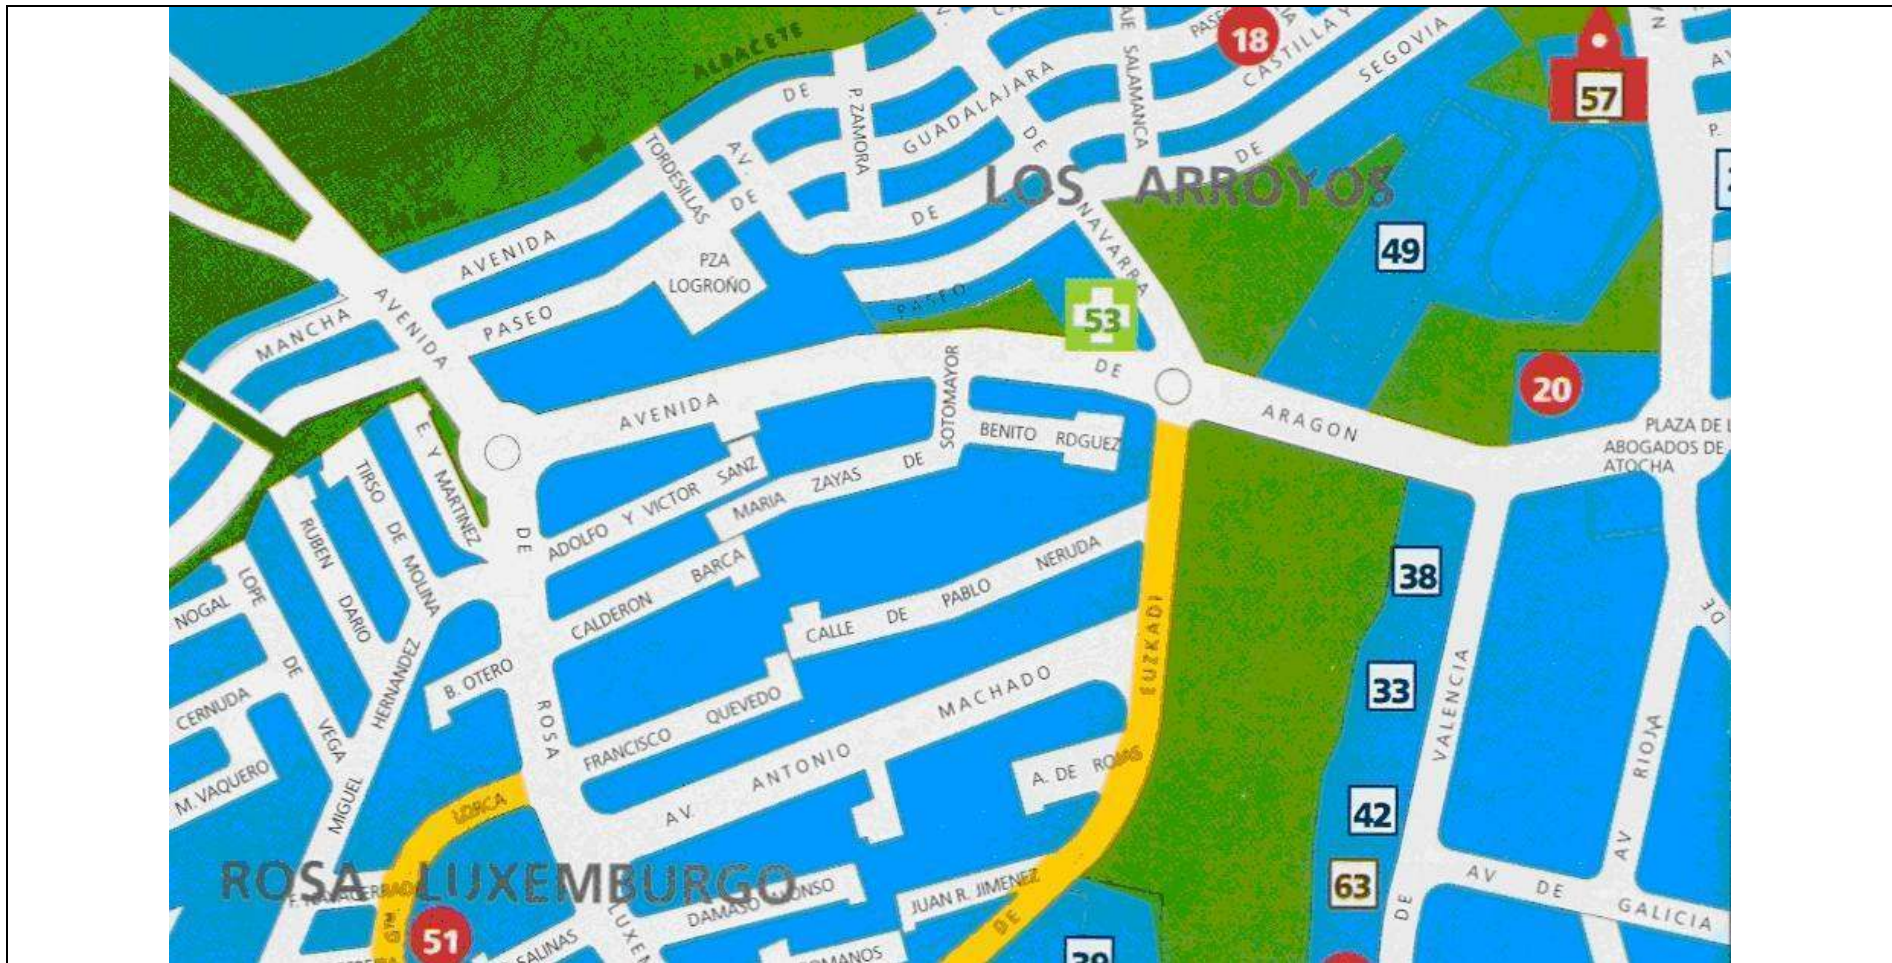 ALBACETE
PASEO
CASTILLA Y
SEGOVIA
18
57
SALAMANCA
DE
P. ZAMORA
GUADALAJARA
DE
DE
TORDESILLAS
AV.
DE
DE
LOS ARROYOS
NAVARRA
49
AVENIDA
PZA
LOGROÑO
PASEO
53
MANCHA
AVENIDA
PASEO
SOTOMAYOR
DE
20
AVENIDA
ARAGON
BENITO RDGUEZ
PLAZA DE
ABOGADOS DE
ATOCHA
E. Y MARTINEZ
TIRSO DE MOLINA
ADOLFO Y VICTOR SANZ
MARIA ZAYAS DE
RUBEN DARIO
DE
CALDERON BARCA
CALLE DE PABLO NERUDA
38
NOGAL
LOPE DE VEGA
DE
EUZKADI
33
VALENCIA
CERNUDA
MIGUEL HERNANDEZ
B. OTERO
ROSA
FRANCISCO QUEVEDO
AV. ANTONIO MACHADO
A. DE ROJAS
AV RIOJA
M. VAQUERO
LORCA
42
63
AV DE GALICIA
ROSA LUXEMBURGO
DAMASO ALONSO
JUAN R. JIMENEZ
DE
DE
51
SALINAS
39